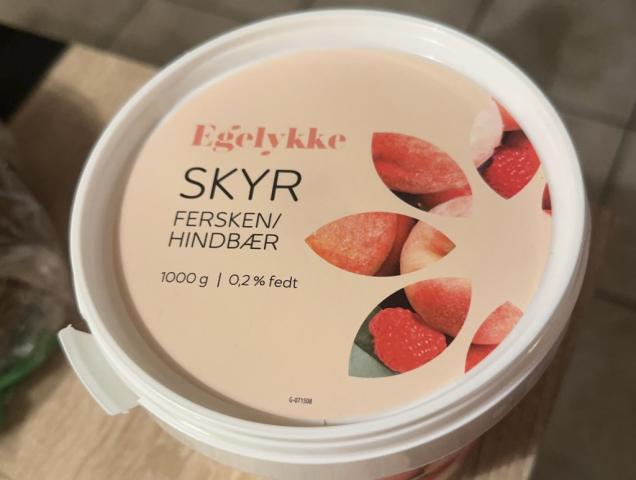 Egelykke
SKYR
FERSKEN/
HINDBÆR
1000 g | 0,2 % fedt
G-071508